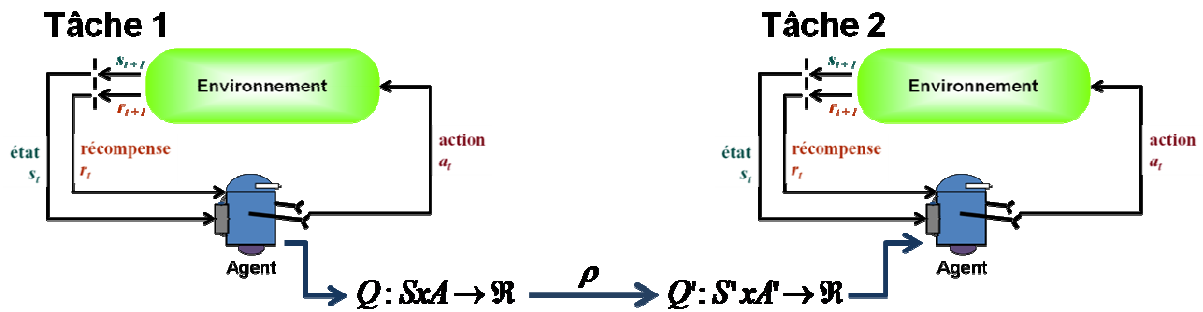 Tâche 1
s_{t+1}
Environnement
r_{t+1}
état
s_t
récompense
r_t
action
a_t
Agent
Q : SxA → ℜ
ρ
Q' : S' xA' → ℜ
Tâche 2
s_{t+1}
Environnement
r_{t+1}
état
s_t
récompense
r_t
action
a_t
Agent